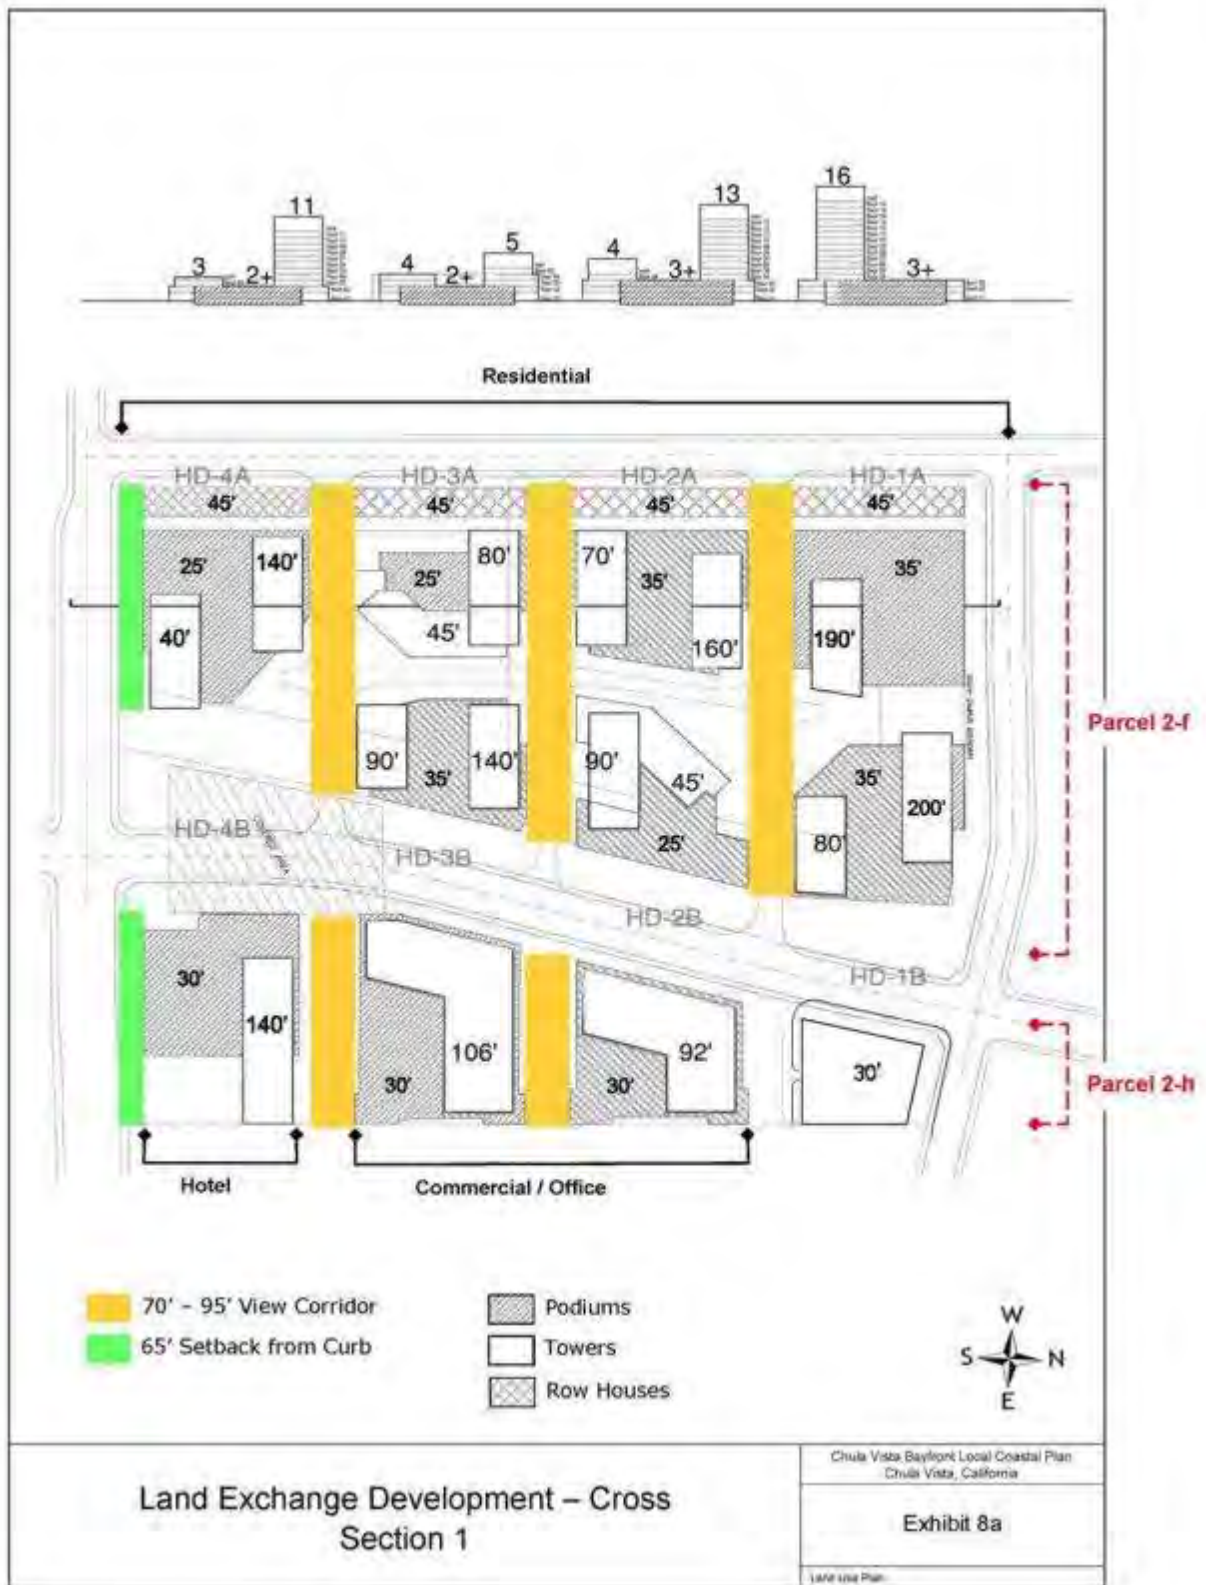 11
13
16
3
2+
4
2+
5
4
3+
3+
Residential
HD-4A
HD-3A
HD-2A
HD-1A
45'
45'
45'
45'
25'
140'
25'
80'
70'
35'
35'
40'
45'
160'
190'
Parcel 2-f
90'
35'
140'
90'
45'
25'
35'
200'
80'
HD-4B
HD-3B
HD-2B
HD-1B
30'
140'
106'
30'
92'
30'
30'
Parcel 2-h
Hotel
Commercial / Office
70' - 95' View Corridor
65' Setback from Curb
Podiums
Towers
Row Houses
W
S N
E
Land Exchange Development – Cross
Section 1
Chula Vista Bayfront Local Coastal Plan
Chula Vista, California
Exhibit 8a
Land Use Plan